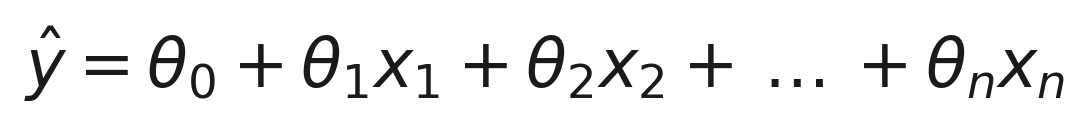 ŷ = θ₀ + θ₁x₁ + θ₂x₂ + ... + θₙxₙ